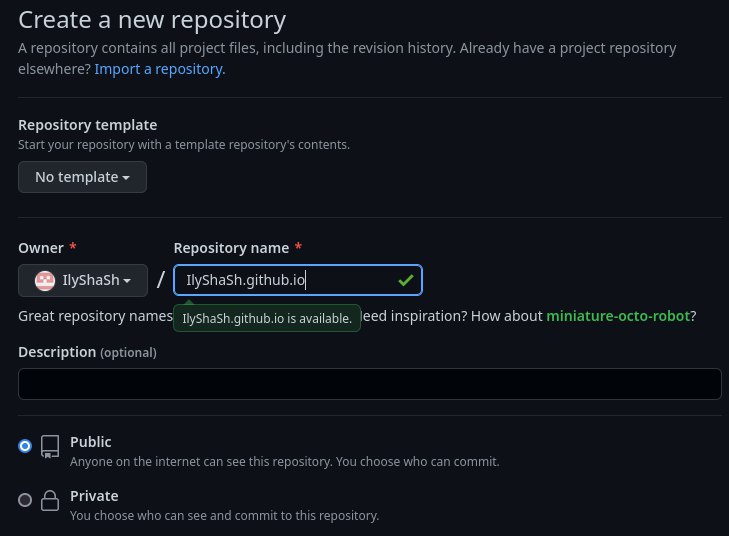 Create a new repository
A repository contains all project files, including the revision history. Already have a project repository
elsewhere? Import a repository.
Repository template
Start your repository with a template repository's contents.
No template
Owner * Repository name *
IlyShaSh / IlyShaSh.github.io
Great repository names eed inspiration? How about miniature-octo-robot?
IlyShaSh.github.io is available.
Description (optional)
Public
Anyone on the internet can see this repository. You choose who can commit.
Private
You choose who can see and commit to this repository.